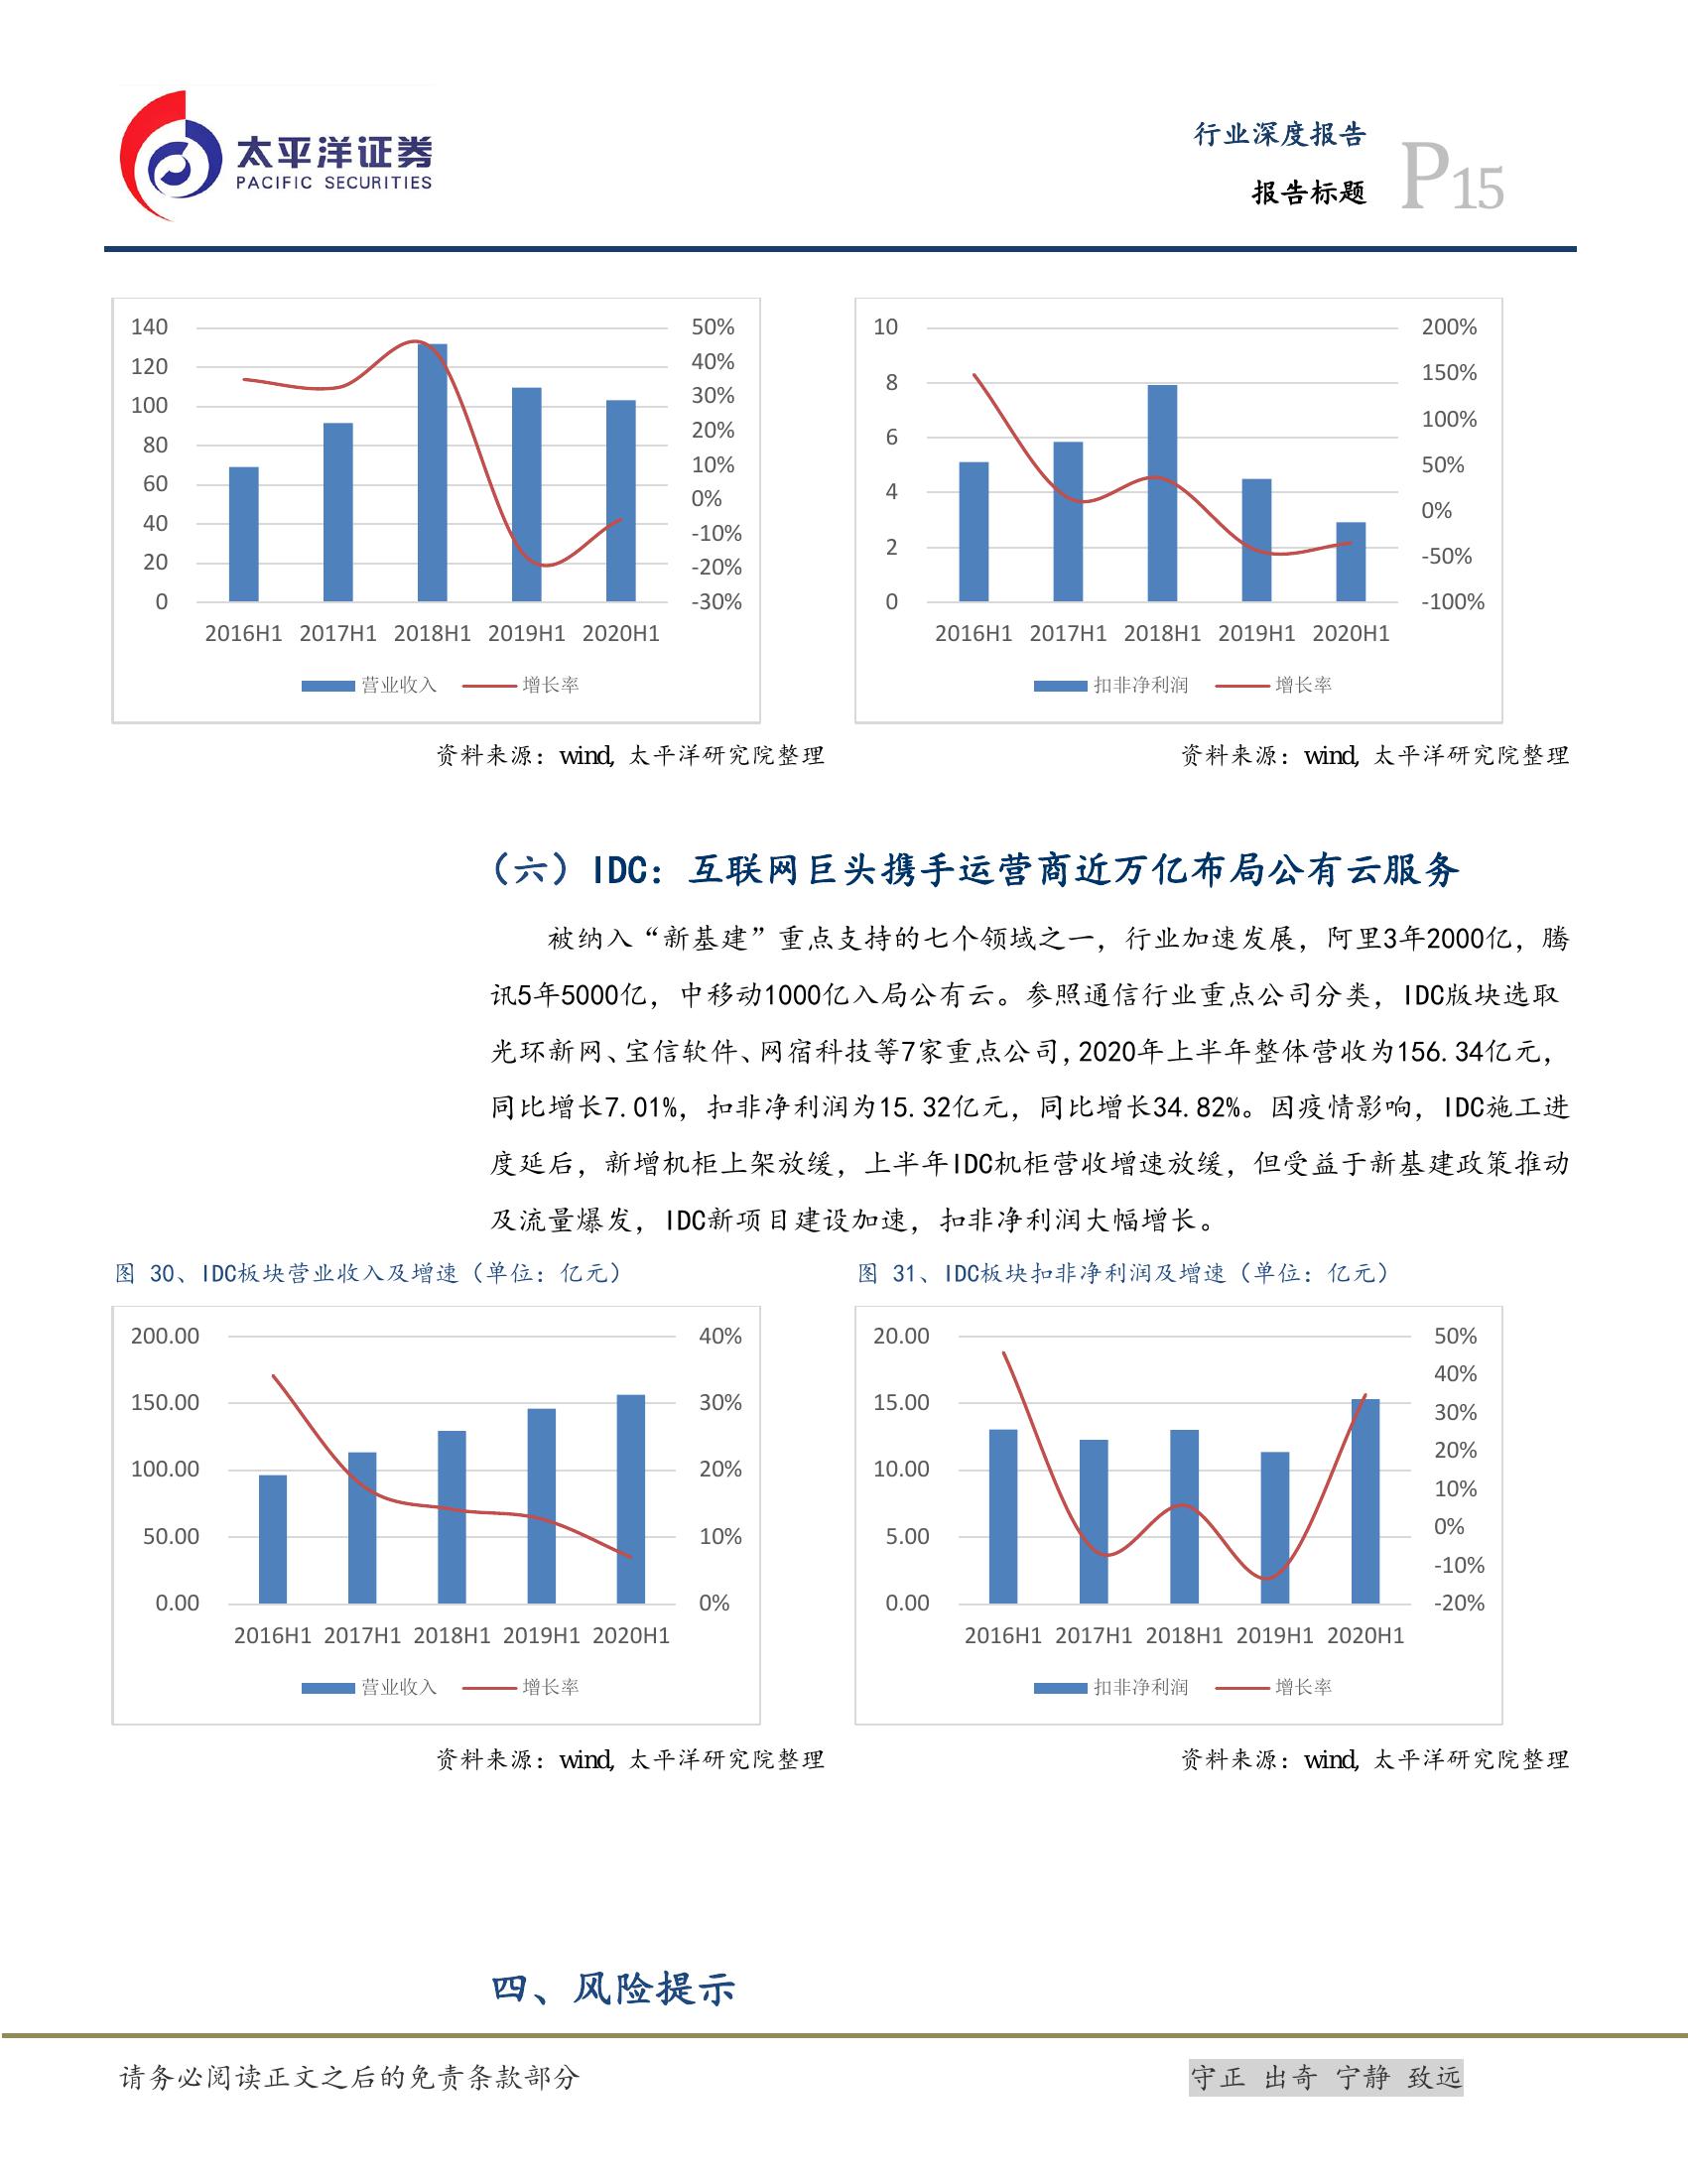 太平洋证券
PACIFIC SECURITIES
行业深度报告
报告标题
P15
140
120
100
80
60
40
20
0
50%
40%
30%
20%
10%
0%
-10%
-20%
-30%
2016H1 2017H1 2018H1 2019H1 2020H1
营业收入 增长率
10
8
6
4
2
0
200%
150%
100%
50%
0%
-50%
-100%
2016H1 2017H1 2018H1 2019H1 2020H1
扣非净利润 增长率
资料来源：wind, 太平洋研究院整理
资料来源：wind, 太平洋研究院整理
（六）IDC：互联网巨头携手运营商近万亿布局公有云服务
被纳入“新基建”重点支持的七个领域之一，行业加速发展，阿里3年2000亿，腾
讯5年5000亿，中移动1000亿入局公有云。参照通信行业重点公司分类，IDC版块选取
光环新网、宝信软件、网宿科技等7家重点公司,2020年上半年整体营收为156.34亿元，
同比增长7.01%，扣非净利润为15.32亿元，同比增长34.82%。因疫情影响，IDC施工进
度延后，新增机柜上架放缓，上半年IDC机柜营收增速放缓，但受益于新基建政策推动
及流量爆发，IDC新项目建设加速，扣非净利润大幅增长。
图 30、IDC板块营业收入及增速（单位：亿元）
图 31、IDC板块扣非净利润及增速（单位：亿元）
200.00
150.00
100.00
50.00
0.00
40%
30%
20%
10%
0%
2016H1 2017H1 2018H1 2019H1 2020H1
营业收入 增长率
20.00
15.00
10.00
5.00
0.00
50%
40%
30%
20%
10%
0%
-10%
-20%
2016H1 2017H1 2018H1 2019H1 2020H1
扣非净利润 增长率
资料来源：wind, 太平洋研究院整理
资料来源：wind, 太平洋研究院整理
四、风险提示
请务必阅读正文之后的免责条款部分
守正 出奇 宁静 致远